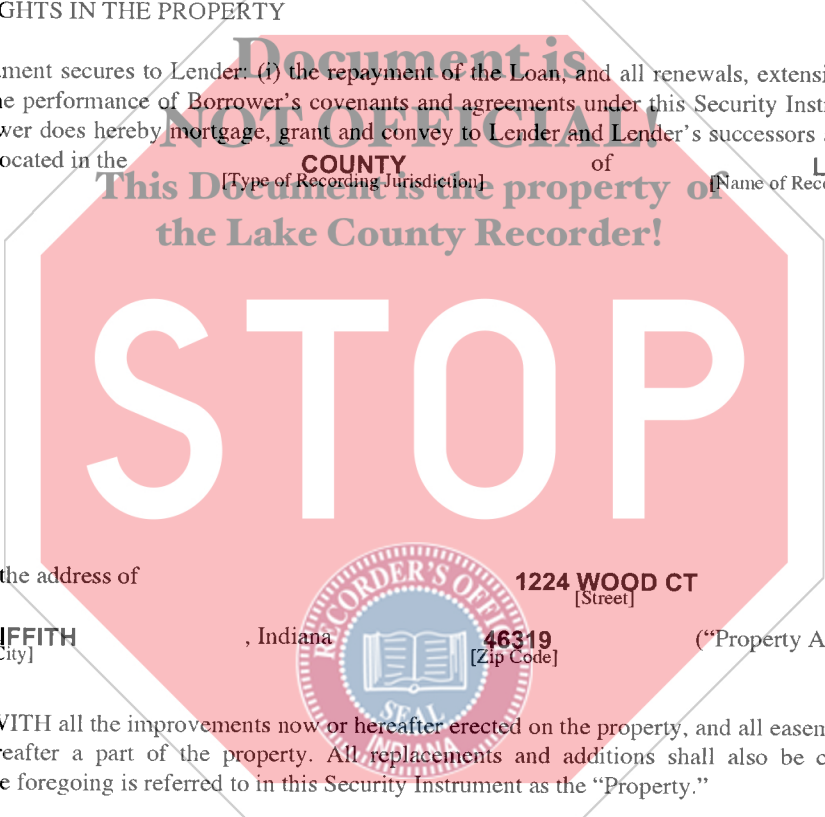 GHTS IN THE PROPERTY
Document is
ment secures to Lender: (i) the repayment of the Loan, and all renewals, extensi
e performance of Borrower's covenants and agreements under this Security Inst
NOT OFFICIAL!
wer does hereby mortgage, grant and convey to Lender and Lender's successors
ocated in the COUNTY of L
[Type of Recording Jurisdiction] [Name of Reco
This Document is the property of
the Lake County Recorder!
STOP
the address of 1224 WOOD CT
[Street]
IFFITH , Indiana 46319 ("Property A
City] [Zip Code]
RECORDER'S OFFICE
SEAL
INDIANA
WITH all the improvements now or hereafter erected on the property, and all easem
reafter a part of the property. All replacements and additions shall also be c
e foregoing is referred to in this Security Instrument as the "Property."